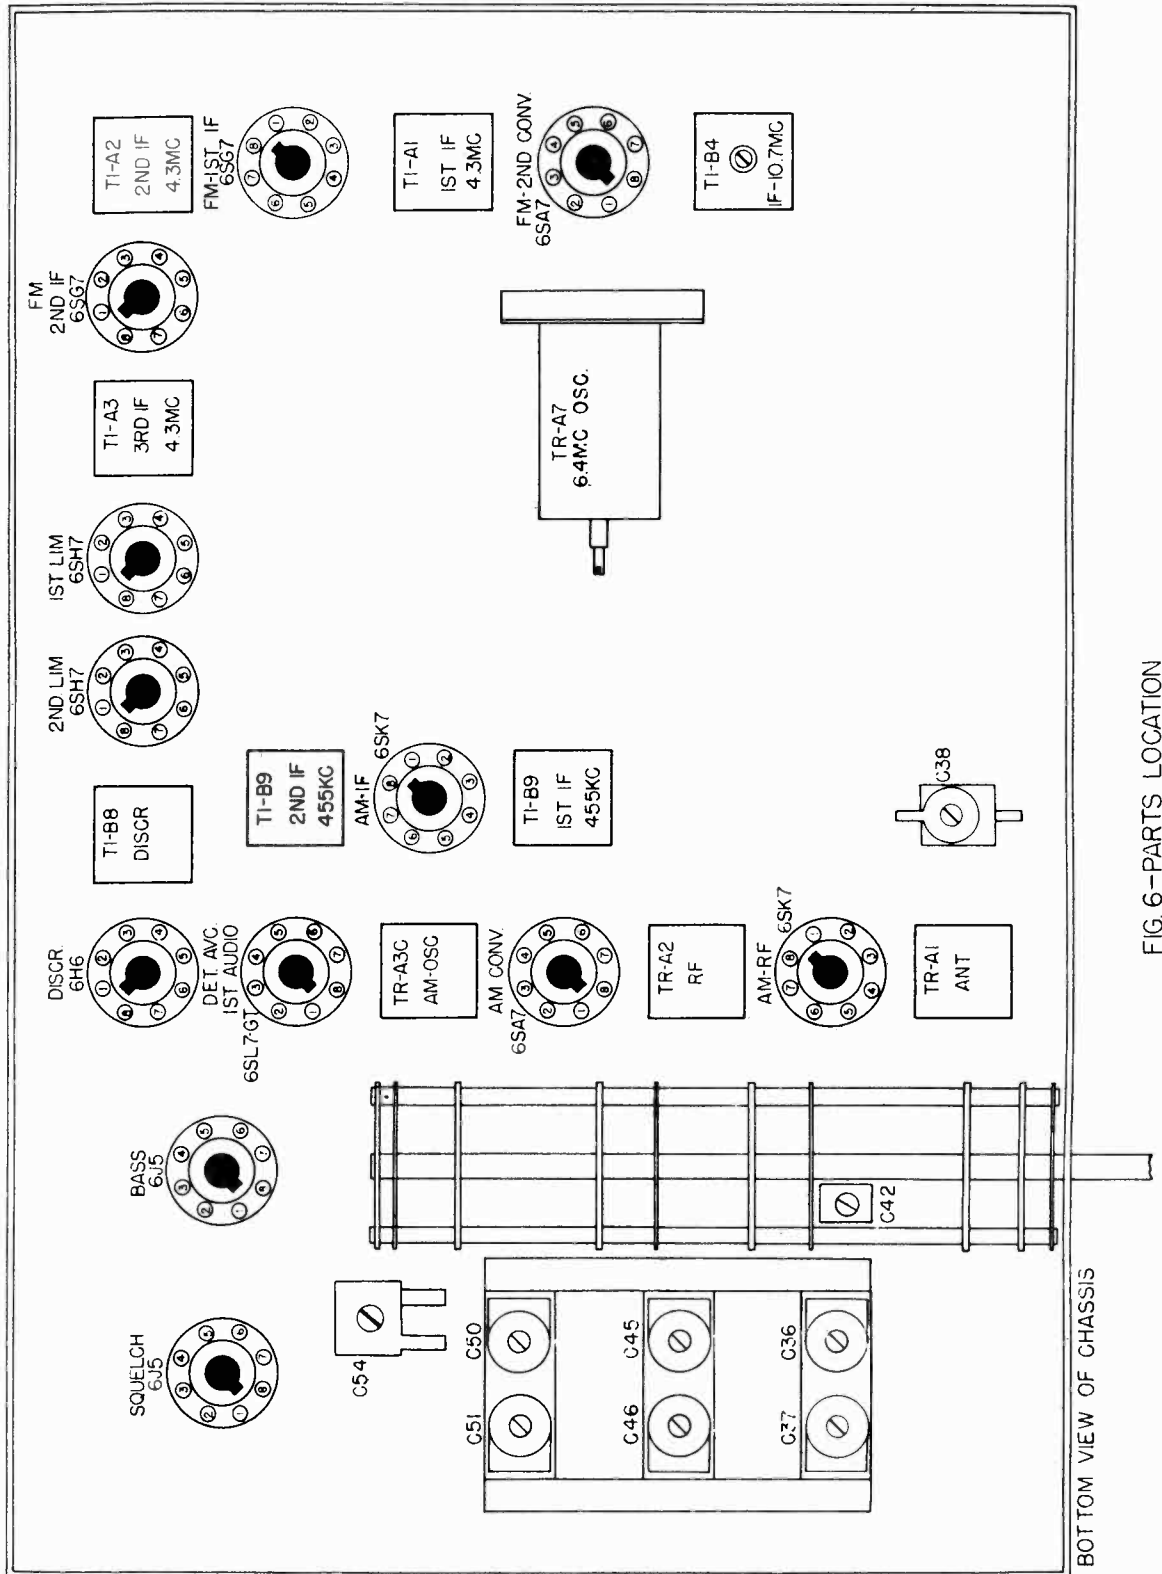 SQUELCH
6J5
BASS
6J5
DISCR.
6H6
T1-B8
DISCR
2ND LIM
6SH7
1ST LIM
6SH7
T1-A3
3RD IF
4.3MC
FM
2ND IF
6SG7
T1-A2
2ND IF
4.3MC
6SL7-GT
DET. AVC.
1ST AUDIO
T1-B9
2ND IF
455KC
FM-1ST IF
6SG7
C54
TR-A3C
AM-OSC
AM-IF
6SK7
T1-A1
1ST IF
4.3MC
C51
C50
6SA7
AM CONV.
T1-B9
1ST IF
455KC
TR-A7
6.4MC OSC.
6SA7
FM-2ND CONV.
C46
C45
TR-A2
RF
T1-B4
IF-10.7MC
C37
C36
C42
AM-RF
6SK7
TR-A1
ANT
C38
BOTTOM VIEW OF CHASSIS
FIG. 6-PARTS LOCATION